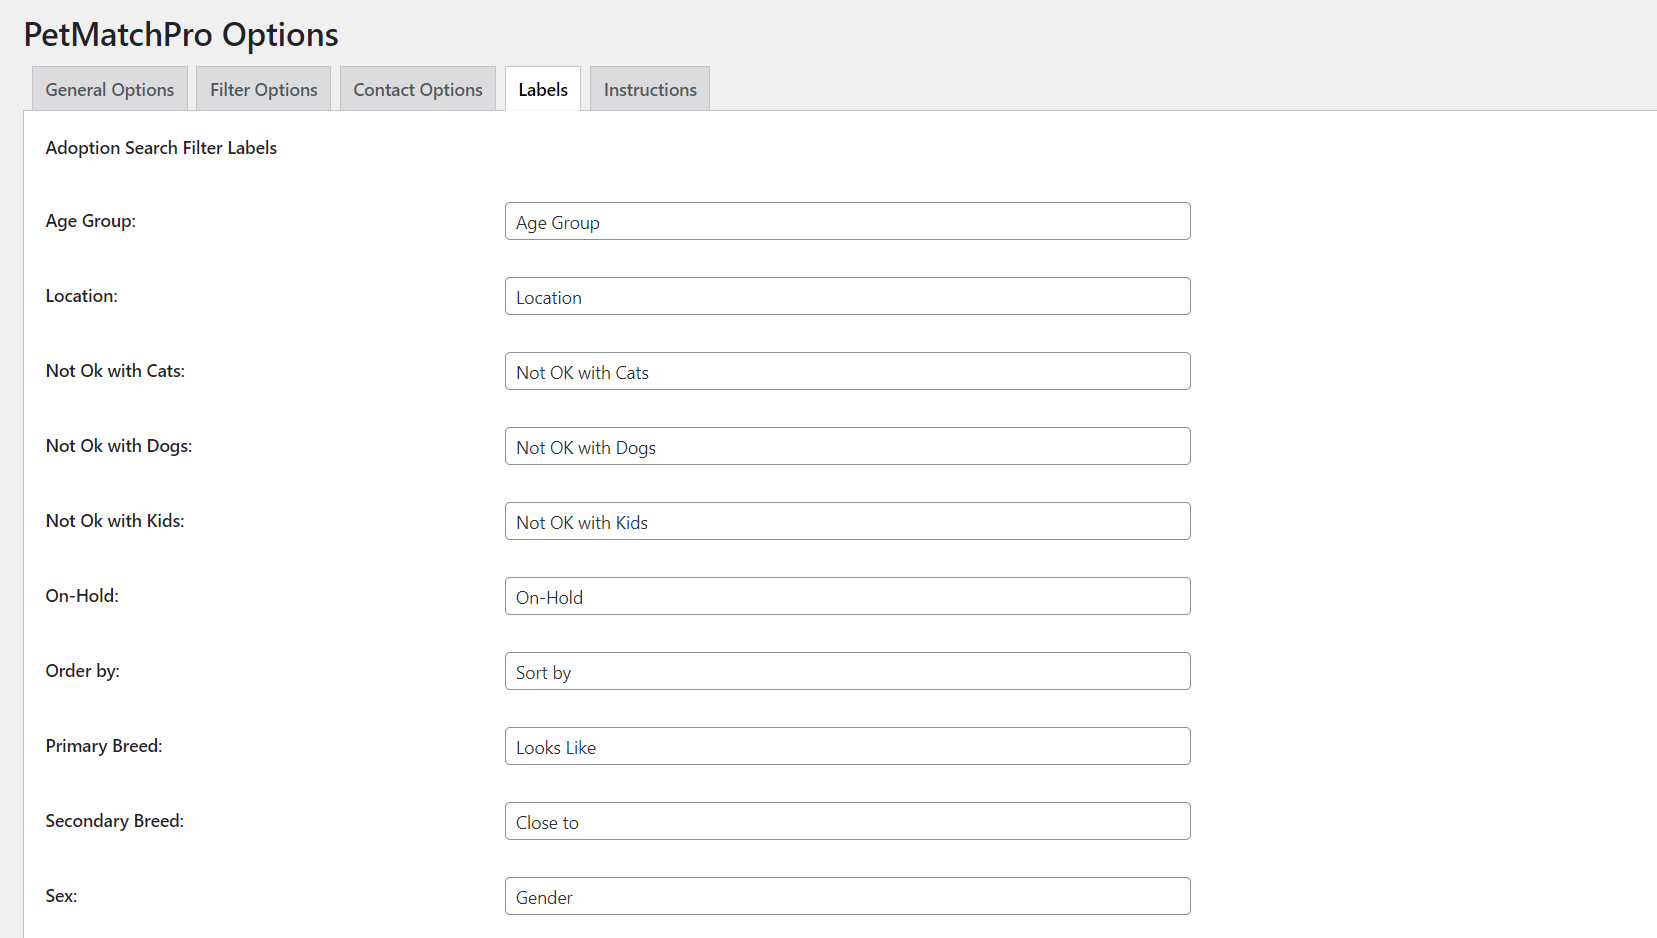 PetMatchPro Options
General Options Filter Options Contact Options Labels Instructions
Adoption Search Filter Labels
Age Group: Age Group
Location: Location
Not Ok with Cats: Not OK with Cats
Not Ok with Dogs: Not OK with Dogs
Not Ok with Kids: Not OK with Kids
On-Hold: On-Hold
Order by: Sort by
Primary Breed: Looks Like
Secondary Breed: Close to
Sex: Gender